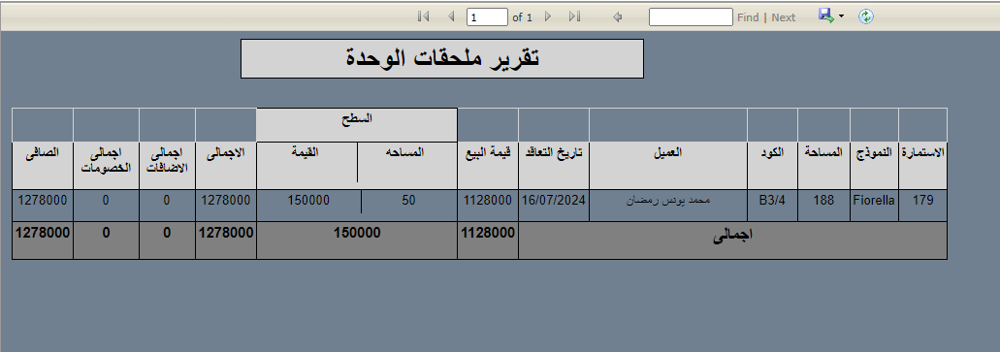 1 of 1 Find | Next
تقرير ملحقات الوحدة
السطح
الاستمارة النموذج المساحة الكود العميل تاريخ التعاقد قيمة البيع المساحه القيمة الاجمالى اجمالى الاضافات اجمالى الخصومات الصافى
179 Fiorella 188 B3/4 محمد يونس رمضان 16/07/2024 1128000 50 150000 1278000 0 0 1278000
اجمالى 1128000 150000 1278000 0 0 1278000